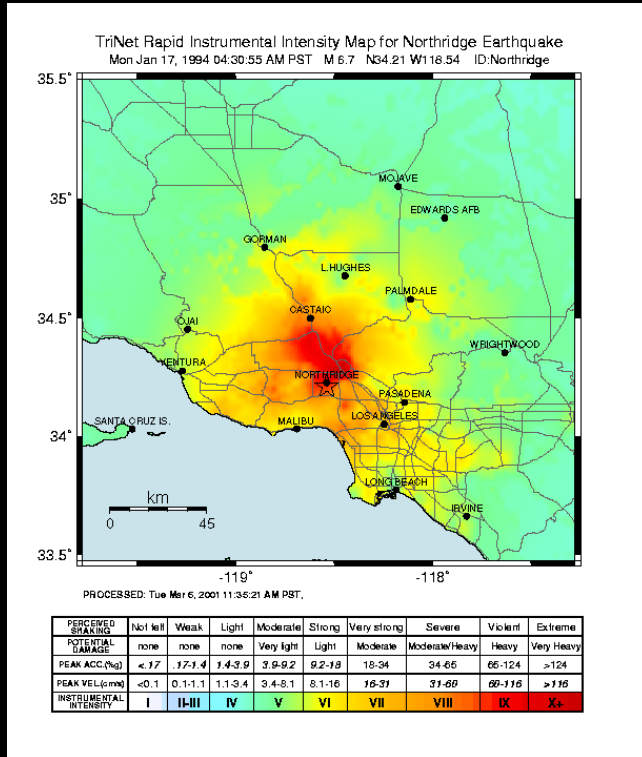 TriNet Rapid Instrumental Intensity Map for Northridge Earthquake
Mon Jan 17, 1994 04:30:55 AM PST M 6.7 N34.21 W118.54 ID:Northridge
35.5°
MOJAVE
35°
EDWARDS AFB
GORMAN
L.HUGHES
PALMDALE
CASTAIC
34.5°
OJAI
WRIGHTWOOD
VENTURA
NORTHRIDGE
PASADENA
SANTA CRUZ IS.
MALIBU
LOS ANGELES
34°
LONG BEACH
km
0 45
IRVINE
33.5°
-119° -118°
PROCESSED: Tue Mar 6, 2001 11:35:21 AM PST,
PERCEIVED SHAKING Not felt Weak Light Moderate Strong Very strong Severe Violent Extreme
POTENTIAL DAMAGE none none none Very light Light Moderate Moderate/Heavy Heavy Very Heavy
PEAK ACC.(%g) <.17 .17-1.4 1.4-3.9 3.9-9.2 9.2-18 18-34 34-65 65-124 >124
PEAK VEL.(cm/s) <0.1 0.1-1.1 1.1-3.4 3.4-8.1 8.1-16 16-31 31-60 60-116 >116
INSTRUMENTAL INTENSITY I II-III IV V VI VII VIII IX X+